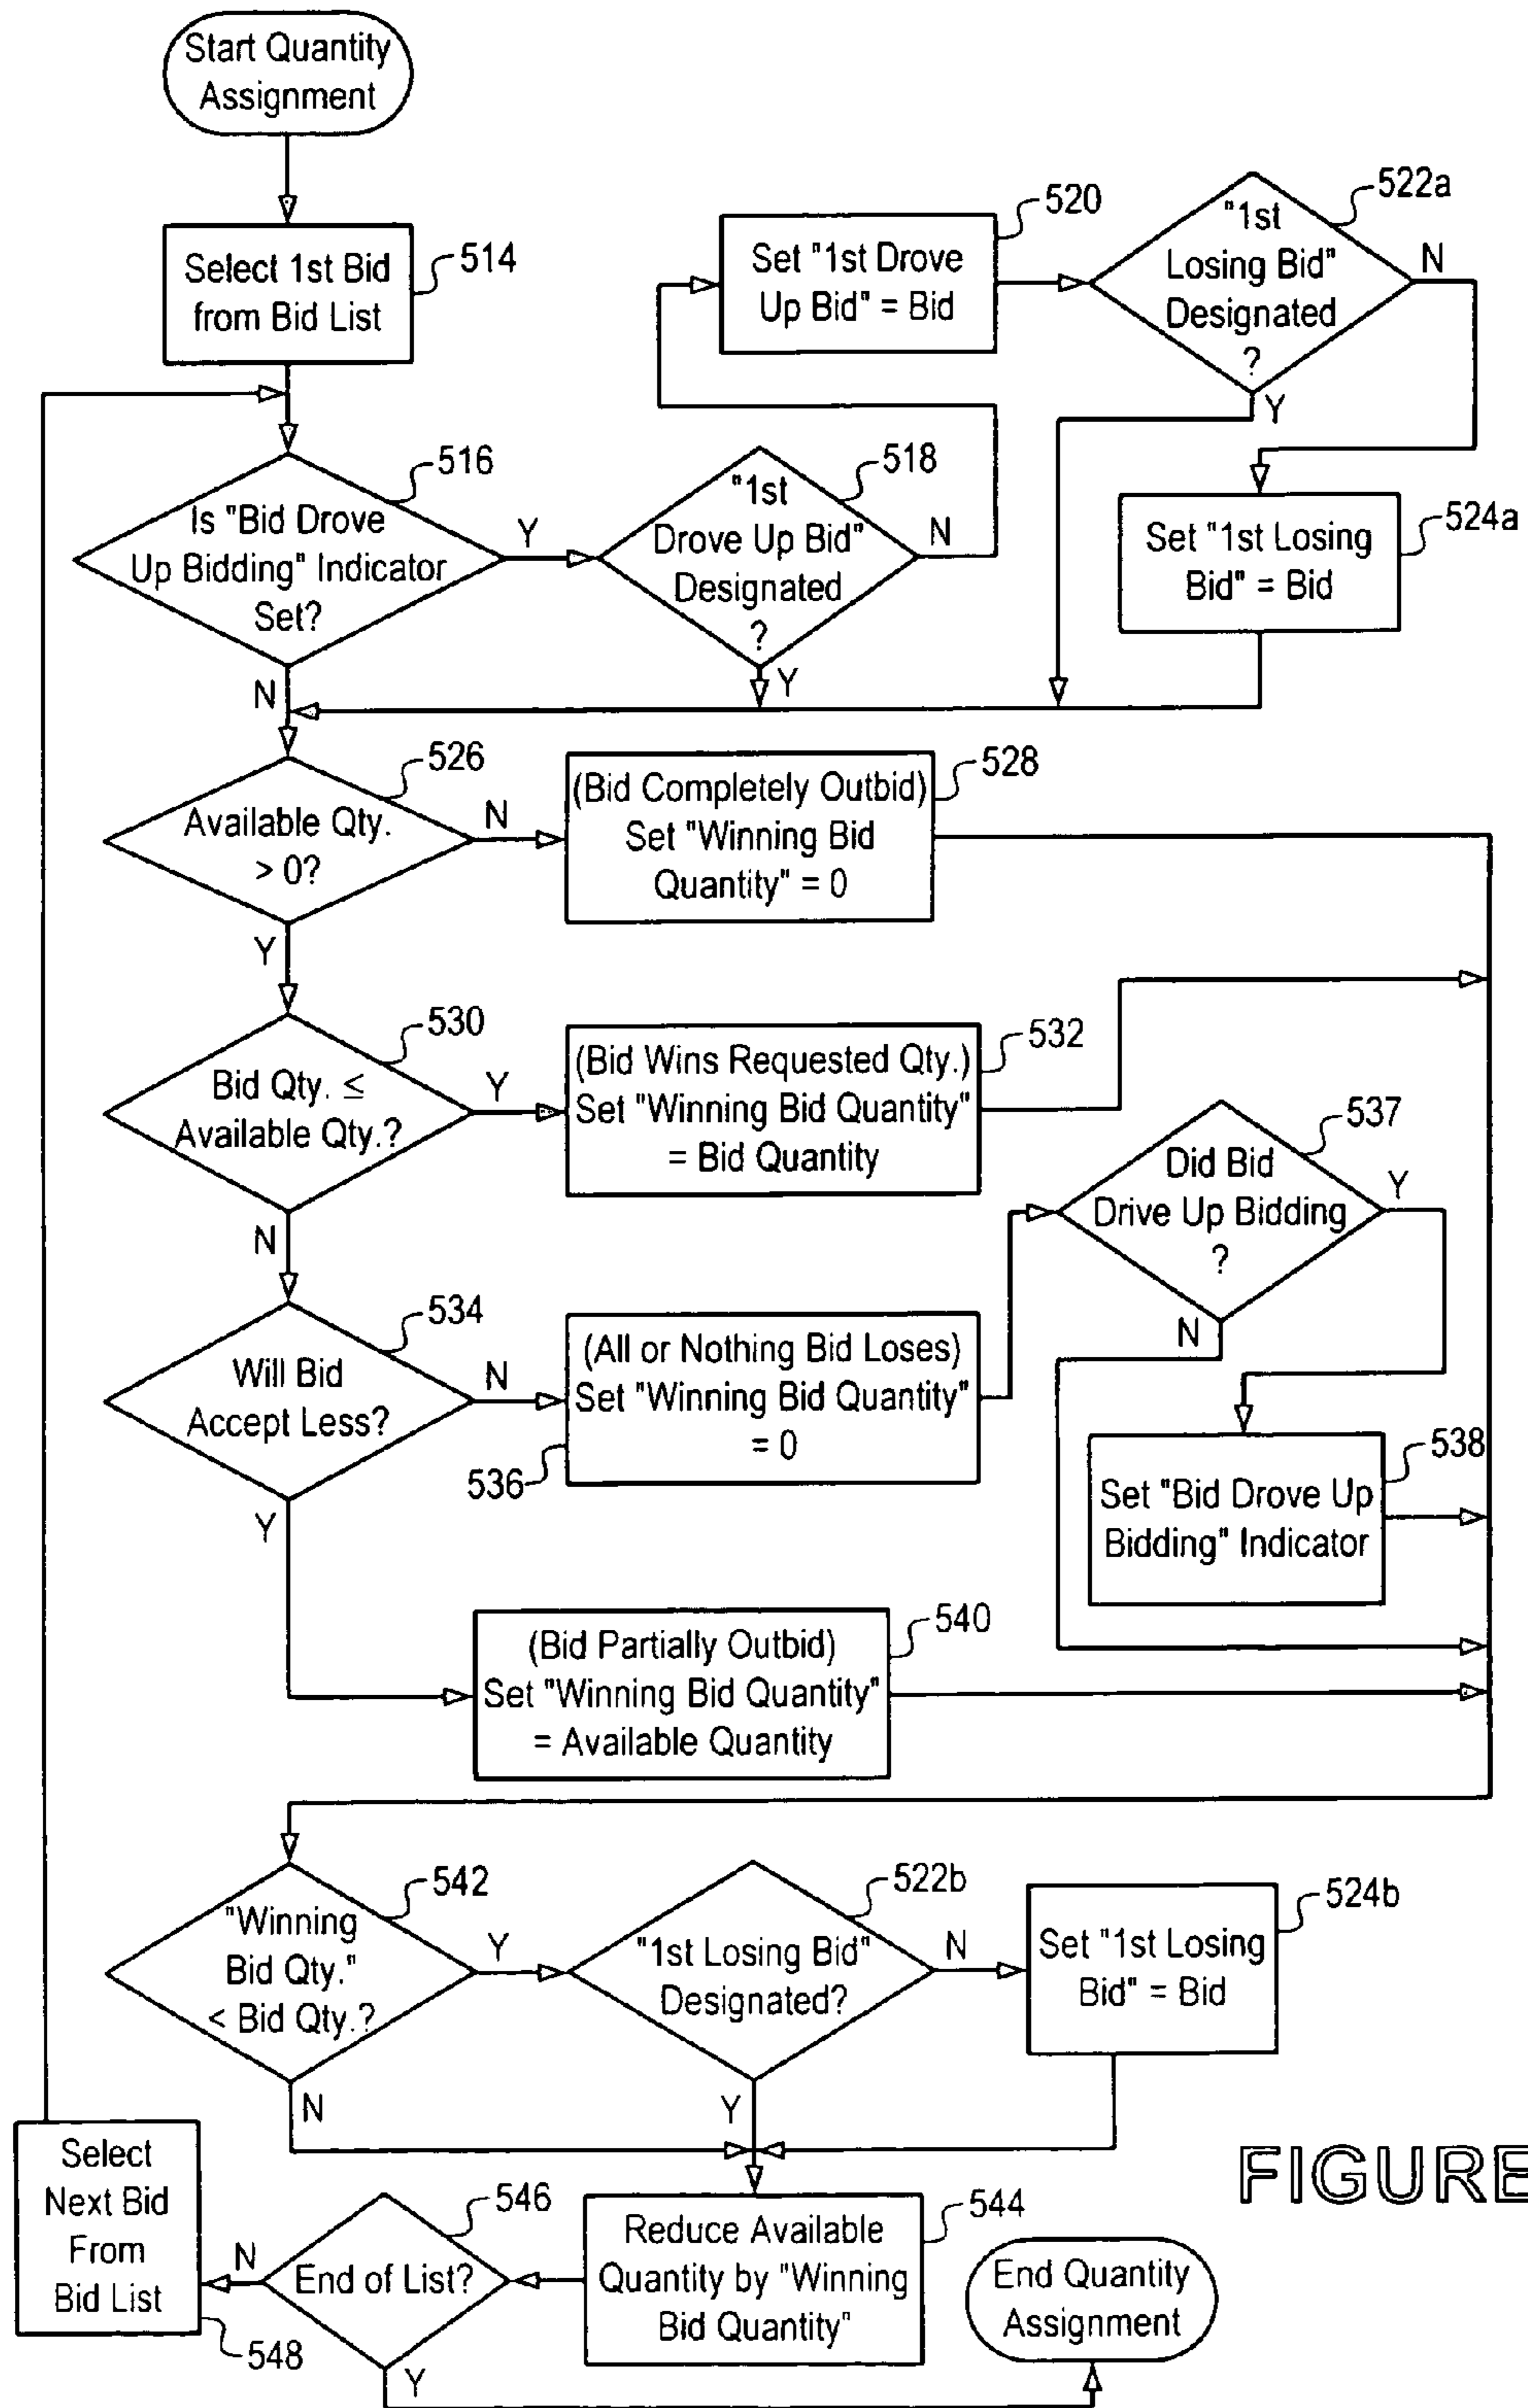 Start Quantity
Assignment
Select 1st Bid
from Bid List
514
Set "1st Drove
Up Bid" = Bid
520
"1st
Losing Bid"
Designated
?
522a
N
Y
Is "Bid Drove
Up Bidding" Indicator
Set?
516
Y
N
"1st
Drove Up Bid"
Designated
?
518
N
Y
Set "1st Losing
Bid" = Bid
524a
Available Qty.
> 0?
526
N
Y
(Bid Completely Outbid)
Set "Winning Bid
Quantity" = 0
528
Bid Qty. ≤
Available Qty.?
530
Y
N
(Bid Wins Requested Qty.)
Set "Winning Bid Quantity"
= Bid Quantity
532
Did Bid
Drive Up Bidding
?
537
Y
N
Will Bid
Accept Less?
534
N
Y
(All or Nothing Bid Loses)
Set "Winning Bid Quantity"
= 0
536
Set "Bid Drove Up
Bidding" Indicator
538
(Bid Partially Outbid)
Set "Winning Bid Quantity"
= Available Quantity
540
"Winning
Bid Qty."
< Bid Qty.?
542
Y
N
"1st Losing Bid"
Designated?
522b
N
Y
Set "1st Losing
Bid" = Bid
524b
Select
Next Bid
From
Bid List
548
End of List?
546
N
Y
Reduce Available
Quantity by "Winning
Bid Quantity"
544
End Quantity
Assignment
FIGURE